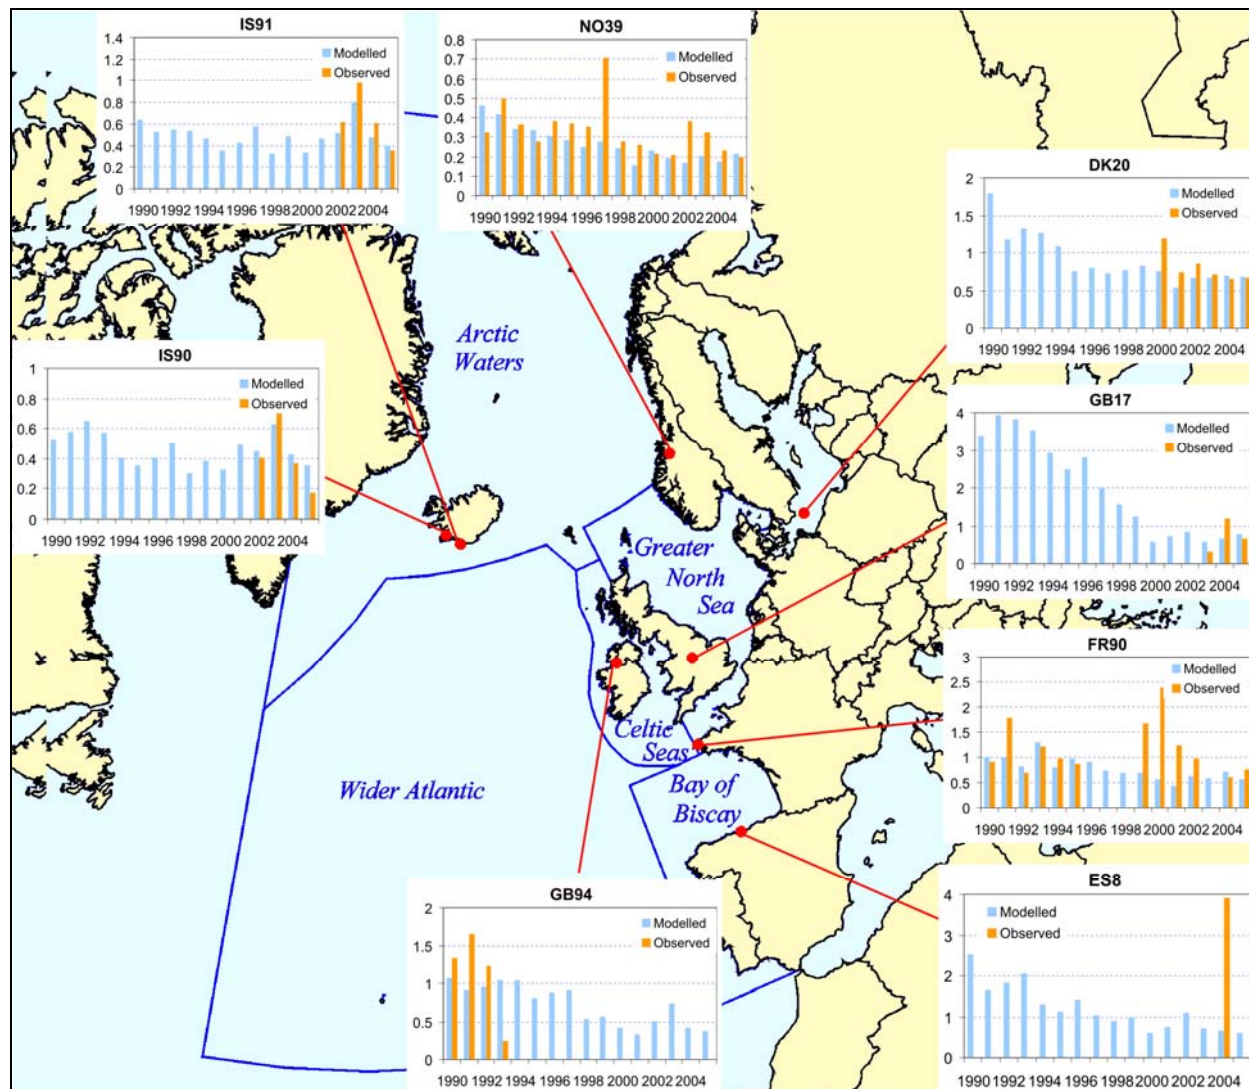 IS91
1.4
1.2
1
0.8
0.6
0.4
0.2
0
Modelled
Observed
1990 1992 1994 1996 1998 2000 2002 2004
NO39
0.8
0.7
0.6
0.5
0.4
0.3
0.2
0.1
0
Modelled
Observed
1990 1992 1994 1996 1998 2000 2002 2004
DK20
2
1.5
1
0.5
0
Modelled
Observed
1990 1992 1994 1996 1998 2000 2002 2004
IS90
1
0.8
0.6
0.4
0.2
0
Modelled
Observed
1990 1992 1994 1996 1998 2000 2002 2004
GB17
4
3
2
1
0
Modelled
Observed
1990 1992 1994 1996 1998 2000 2002 2004
FR90
3
2.5
2
1.5
1
0.5
0
Modelled
Observed
1990 1992 1994 1996 1998 2000 2002 2004
GB94
2
1.5
1
0.5
0
Modelled
Observed
1990 1992 1994 1996 1998 2000 2002 2004
ES8
4
3
2
1
0
Modelled
Observed
1990 1992 1994 1996 1998 2000 2002 2004
Arctic
Waters
Greater
North
Sea
Celtic
Seas
Wider Atlantic
Bay of
Biscay